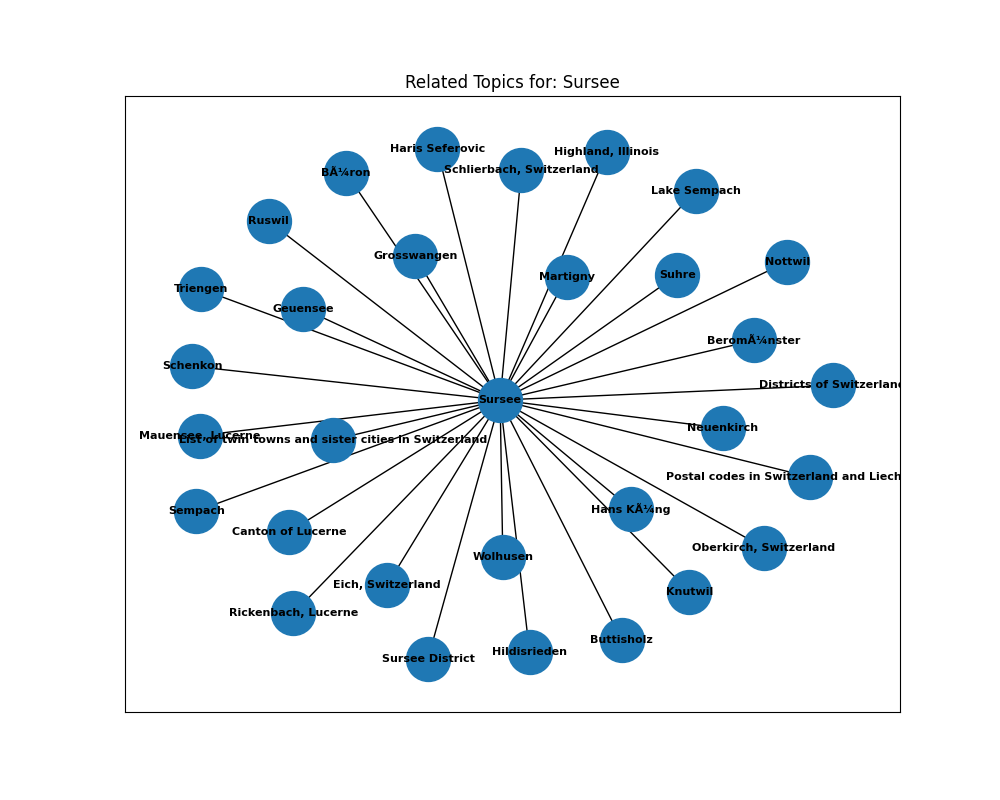 Related Topics for: Sursee
Haris Seferovic
Highland, Illinois
Schlierbach, Switzerland
BÃ¼ron
Lake Sempach
Ruswil
Grosswangen
Nottwil
Suhre
Martigny
Triengen
Geuensee
BeromÃ¼nster
Schenkon
Districts of Switzerland
Sursee
Neuenkirch
Mauensee, Lucerne
List of twin towns and sister cities in Switzerland
Postal codes in Switzerland and Liech
Sempach
Hans KÃ¼ng
Canton of Lucerne
Oberkirch, Switzerland
Wolhusen
Eich, Switzerland
Knutwil
Rickenbach, Lucerne
Buttisholz
Hildisrieden
Sursee District